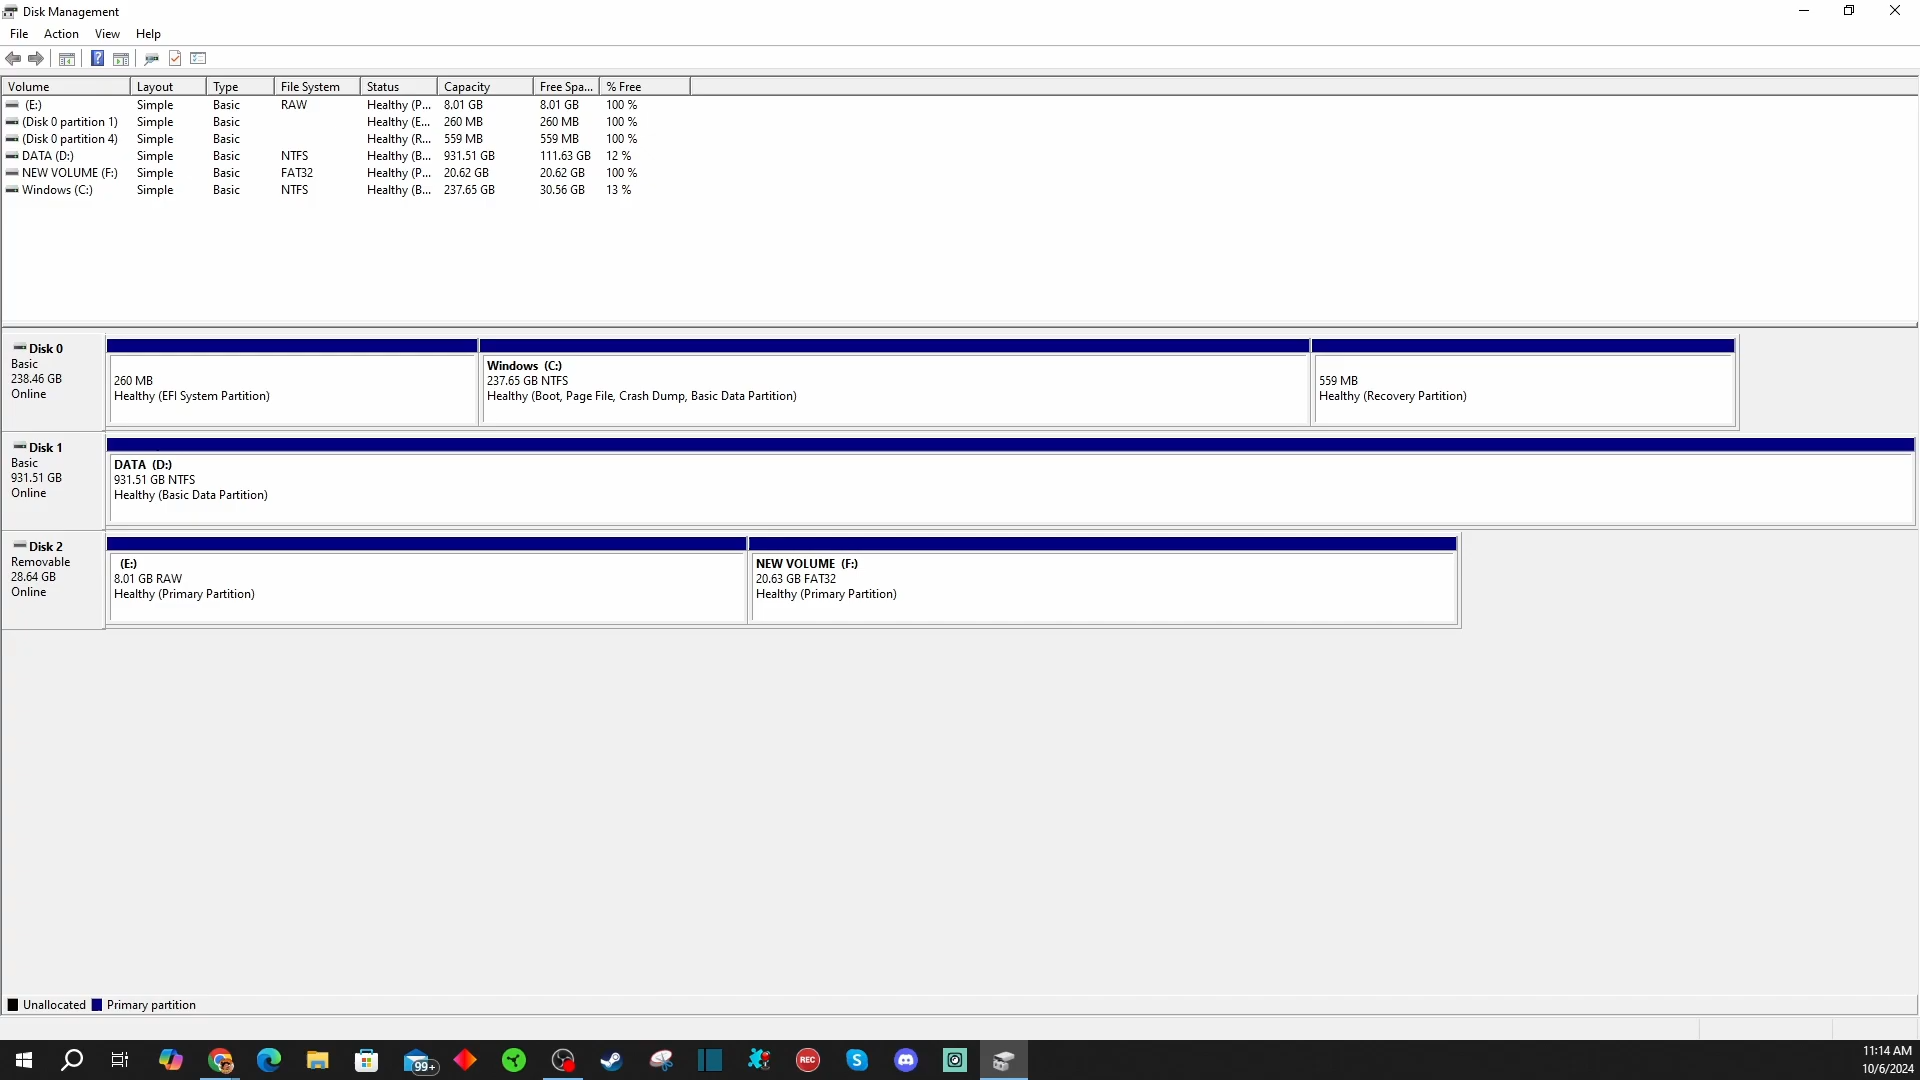 Disk Management
File Action View Help
Volume Layout Type File System Status Capacity Free Spa... % Free
(E:) Simple Basic RAW Healthy (P... 8.01 GB 8.01 GB 100 %
(Disk 0 partition 1) Simple Basic Healthy (E... 260 MB 260 MB 100 %
(Disk 0 partition 4) Simple Basic Healthy (R... 559 MB 559 MB 100 %
DATA (D:) Simple Basic NTFS Healthy (B... 931.51 GB 111.63 GB 12 %
NEW VOLUME (F:) Simple Basic FAT32 Healthy (P... 20.62 GB 20.62 GB 100 %
Windows (C:) Simple Basic NTFS Healthy (B... 237.65 GB 30.56 GB 13 %
Disk 0
Basic
238.46 GB
Online
260 MB
Healthy (EFI System Partition)
Windows (C:)
237.65 GB NTFS
Healthy (Boot, Page File, Crash Dump, Basic Data Partition)
559 MB
Healthy (Recovery Partition)
Disk 1
Basic
931.51 GB
Online
DATA (D:)
931.51 GB NTFS
Healthy (Basic Data Partition)
Disk 2
Removable
28.64 GB
Online
(E:)
8.01 GB RAW
Healthy (Primary Partition)
NEW VOLUME (F:)
20.63 GB FAT32
Healthy (Primary Partition)
Unallocated Primary partition
99+
REC
11:14 AM
10/6/2024